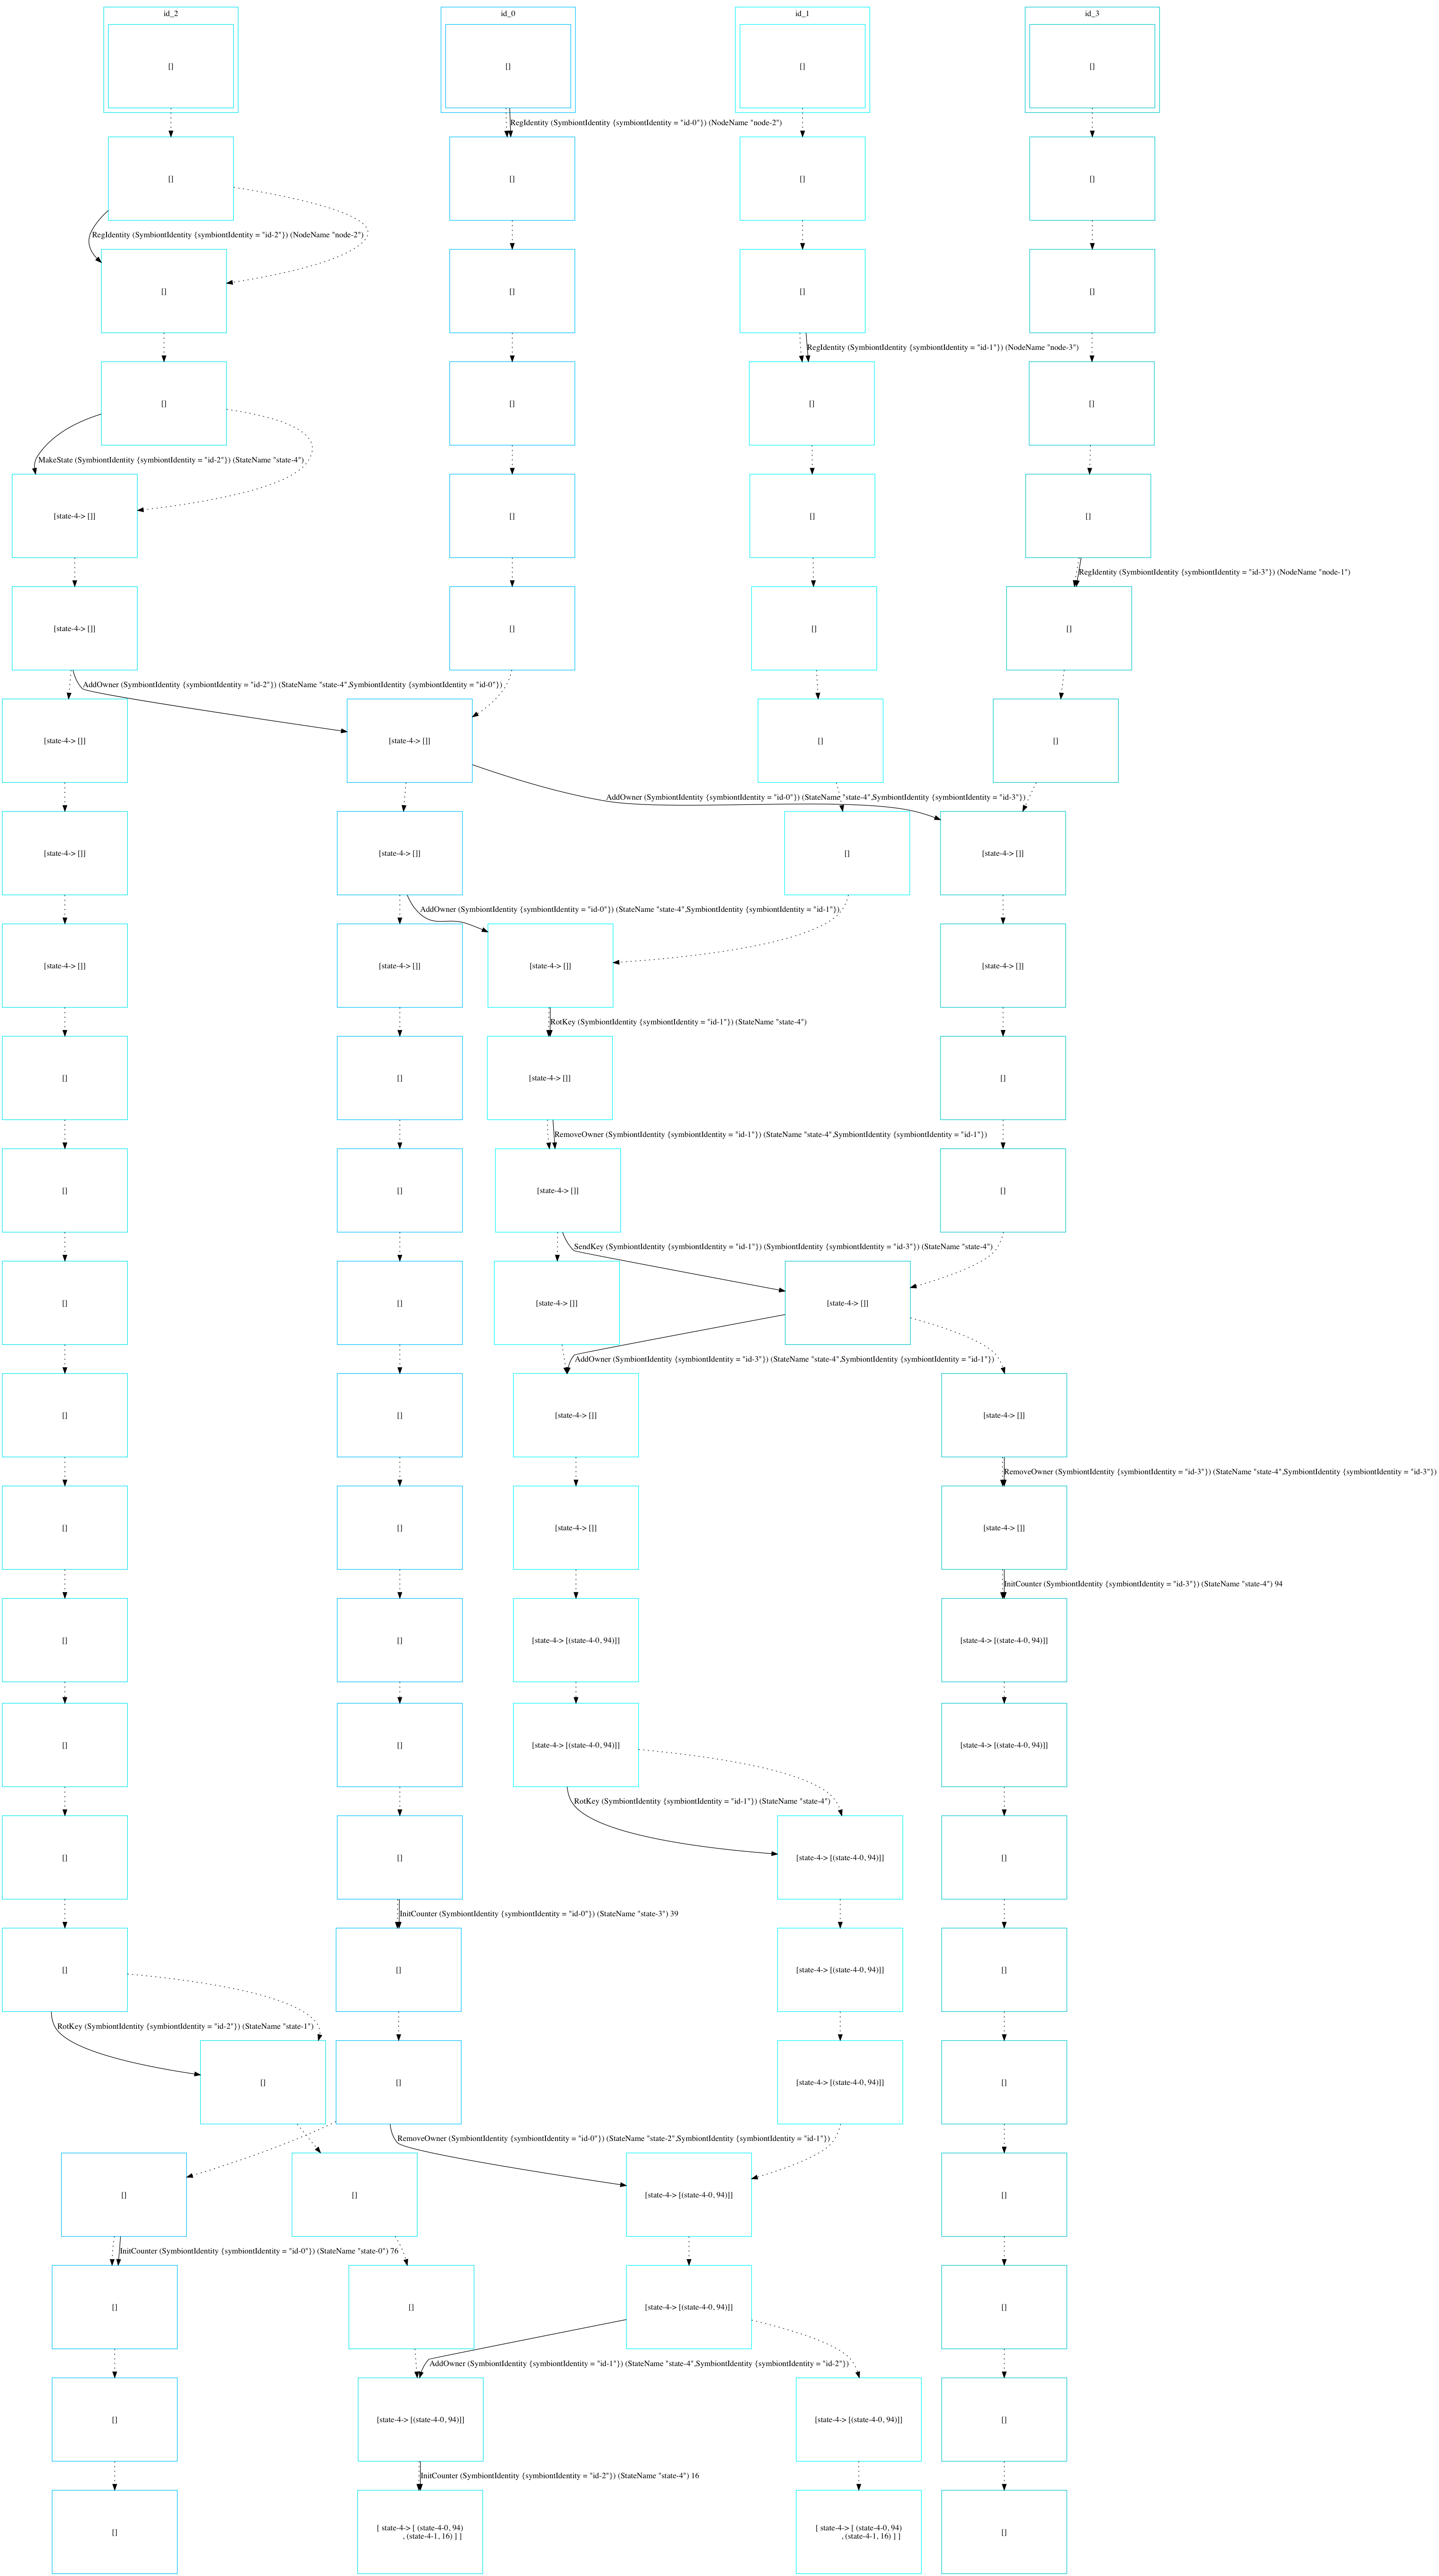 id_2
id_0
id_1
id_3
[]
[]
[]
[]
RegIdentity (SymbiontIdentity {symbiontIdentity = "id-0"}) (NodeName "node-2")
[]
[]
[]
[]
RegIdentity (SymbiontIdentity {symbiontIdentity = "id-2"}) (NodeName "node-2")
[]
[]
[]
[]
RegIdentity (SymbiontIdentity {symbiontIdentity = "id-1"}) (NodeName "node-3")
[]
[]
[]
[]
MakeState (SymbiontIdentity {symbiontIdentity = "id-2"}) (StateName "state-4")
[state-4-> []]
[]
[]
[]
RegIdentity (SymbiontIdentity {symbiontIdentity = "id-3"}) (NodeName "node-1")
[state-4-> []]
[]
[]
[]
AddOwner (SymbiontIdentity {symbiontIdentity = "id-2"}) (StateName "state-4",SymbiontIdentity {symbiontIdentity = "id-0"})
[state-4-> []]
[state-4-> []]
[]
[]
AddOwner (SymbiontIdentity {symbiontIdentity = "id-0"}) (StateName "state-4",SymbiontIdentity {symbiontIdentity = "id-3"})
[state-4-> []]
[state-4-> []]
[]
[state-4-> []]
AddOwner (SymbiontIdentity {symbiontIdentity = "id-0"}) (StateName "state-4",SymbiontIdentity {symbiontIdentity = "id-1"})
[state-4-> []]
[state-4-> []]
[state-4-> []]
[state-4-> []]
RotKey (SymbiontIdentity {symbiontIdentity = "id-1"}) (StateName "state-4")
[]
[]
[state-4-> []]
[]
RemoveOwner (SymbiontIdentity {symbiontIdentity = "id-1"}) (StateName "state-4",SymbiontIdentity {symbiontIdentity = "id-1"})
[]
[]
[state-4-> []]
[]
SendKey (SymbiontIdentity {symbiontIdentity = "id-1"}) (SymbiontIdentity {symbiontIdentity = "id-3"}) (StateName "state-4")
[]
[]
[state-4-> []]
[state-4-> []]
AddOwner (SymbiontIdentity {symbiontIdentity = "id-3"}) (StateName "state-4",SymbiontIdentity {symbiontIdentity = "id-1"})
[]
[]
[state-4-> []]
[state-4-> []]
RemoveOwner (SymbiontIdentity {symbiontIdentity = "id-3"}) (StateName "state-4",SymbiontIdentity {symbiontIdentity = "id-3"})
[]
[]
[state-4-> []]
[state-4-> []]
InitCounter (SymbiontIdentity {symbiontIdentity = "id-3"}) (StateName "state-4") 94
[]
[]
[state-4-> [(state-4-0, 94)]]
[state-4-> [(state-4-0, 94)]]
[]
[]
[state-4-> [(state-4-0, 94)]]
[state-4-> [(state-4-0, 94)]]
RotKey (SymbiontIdentity {symbiontIdentity = "id-1"}) (StateName "state-4")
[]
[]
[state-4-> [(state-4-0, 94)]]
[]
InitCounter (SymbiontIdentity {symbiontIdentity = "id-0"}) (StateName "state-3") 39
[]
[]
[state-4-> [(state-4-0, 94)]]
[]
RotKey (SymbiontIdentity {symbiontIdentity = "id-2"}) (StateName "state-1")
[]
[]
[state-4-> [(state-4-0, 94)]]
[]
RemoveOwner (SymbiontIdentity {symbiontIdentity = "id-0"}) (StateName "state-2",SymbiontIdentity {symbiontIdentity = "id-1"})
[]
[]
[state-4-> [(state-4-0, 94)]]
[]
InitCounter (SymbiontIdentity {symbiontIdentity = "id-0"}) (StateName "state-0") 76
[]
[]
[state-4-> [(state-4-0, 94)]]
[]
AddOwner (SymbiontIdentity {symbiontIdentity = "id-1"}) (StateName "state-4",SymbiontIdentity {symbiontIdentity = "id-2"})
[]
[state-4-> [(state-4-0, 94)]]
[state-4-> [(state-4-0, 94)]]
[]
InitCounter (SymbiontIdentity {symbiontIdentity = "id-2"}) (StateName "state-4") 16
[]
[ state-4-> [ (state-4-0, 94)
, (state-4-1, 16) ] ]
[ state-4-> [ (state-4-0, 94)
, (state-4-1, 16) ] ]
[]